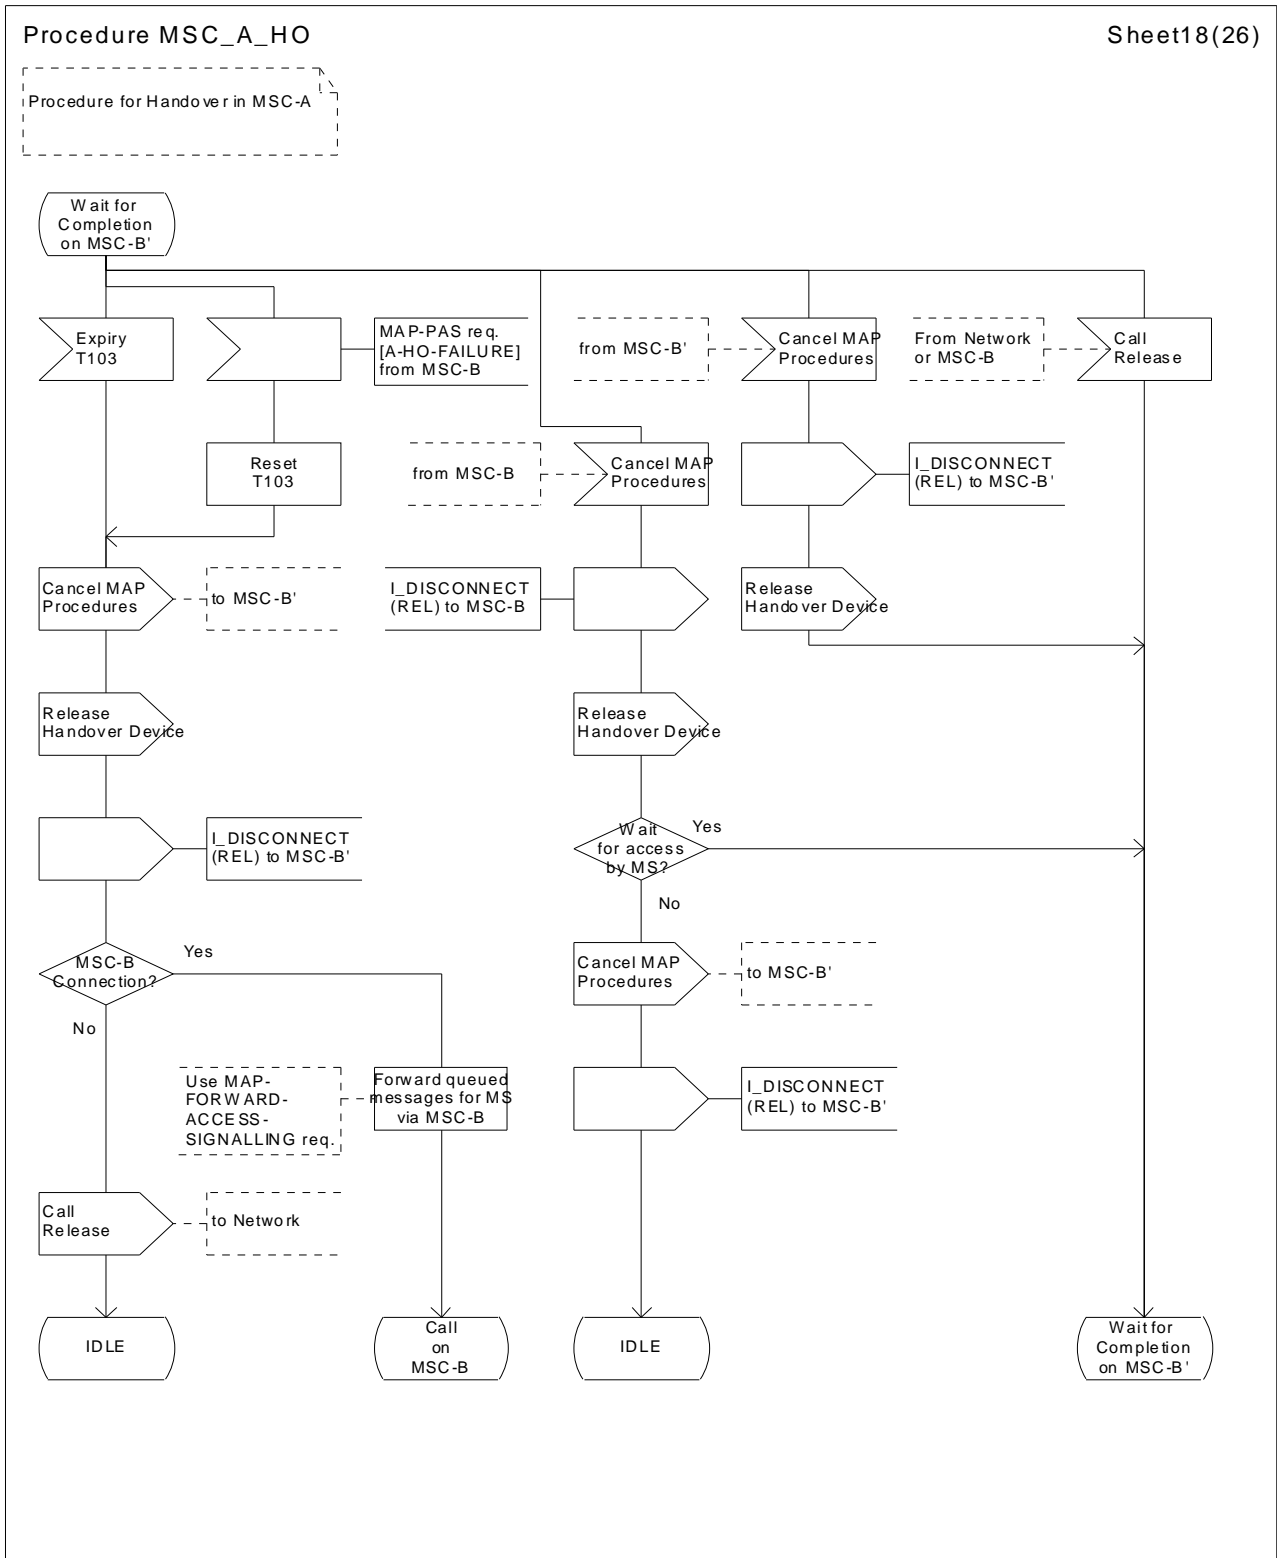 Procedure MSC_A_HO
Sheet18(26)
Procedure for Handover in MSC-A
Wait for
Completion
on MSC-B'
Expiry
T103
MAP-PAS req.
[A-HO-FAILURE]
from MSC-B
from MSC-B'
Cancel MAP
Procedures
From Network
or MSC-B
Call
Release
Reset
T103
from MSC-B
Cancel MAP
Procedures
I_DISCONNECT
(REL) to MSC-B'
Cancel MAP
Procedures
to MSC-B'
I_DISCONNECT
(REL) to MSC-B
Release
Handover Device
Release
Handover Device
Release
Handover Device
I_DISCONNECT
(REL) to MSC-B'
Wait
for access
by MS?
Yes
No
MSC-B
Connection?
Yes
No
Cancel MAP
Procedures
to MSC-B'
Use MAP-
FORWARD-
ACCESS-
SIGNALLING req.
Forward queued
messages for MS
via MSC-B
I_DISCONNECT
(REL) to MSC-B'
Call
Release
to Network
IDLE
Call
on
MSC-B
IDLE
Wait for
Completion
on MSC-B'